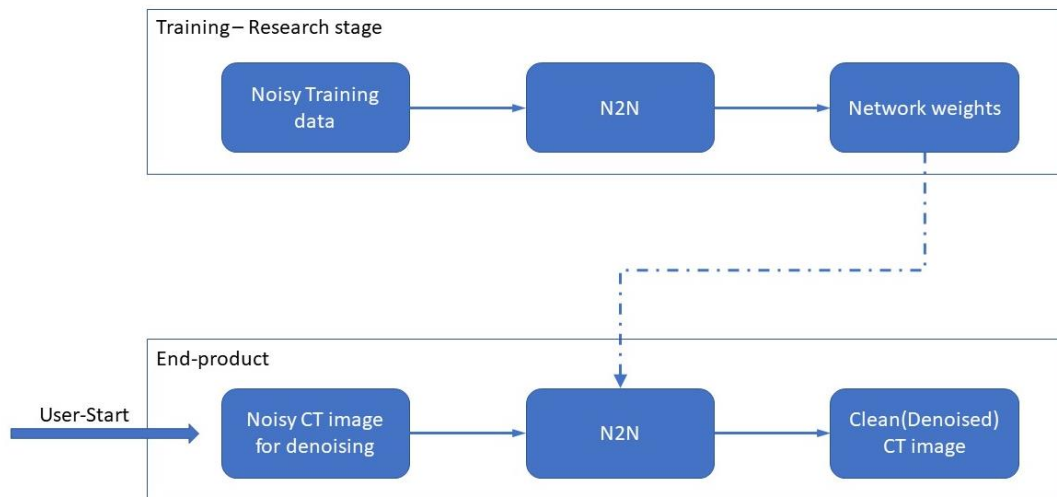 Training – Research stage
Noisy Training
data
N2N
Network weights
End-product
User-Start
Noisy CT image
for denoising
N2N
Clean(Denoised)
CT image